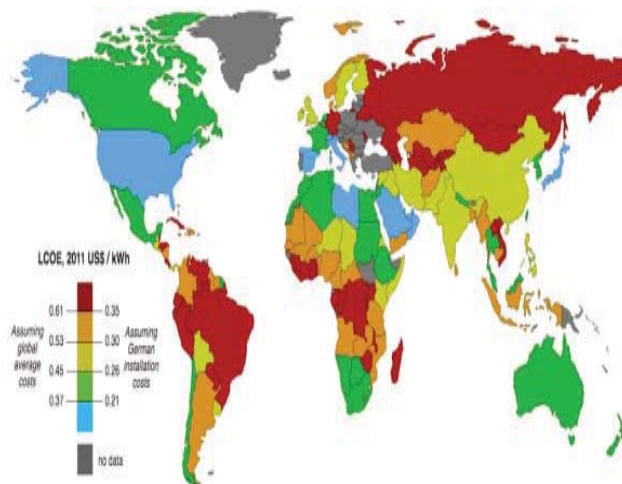 LCOE, 2011 US$ / kWh
0.61 0.35
0.53 0.30
0.45 0.26
0.37 0.21
Assuming
global
average
costs
Assuming
German
installation
costs
no data